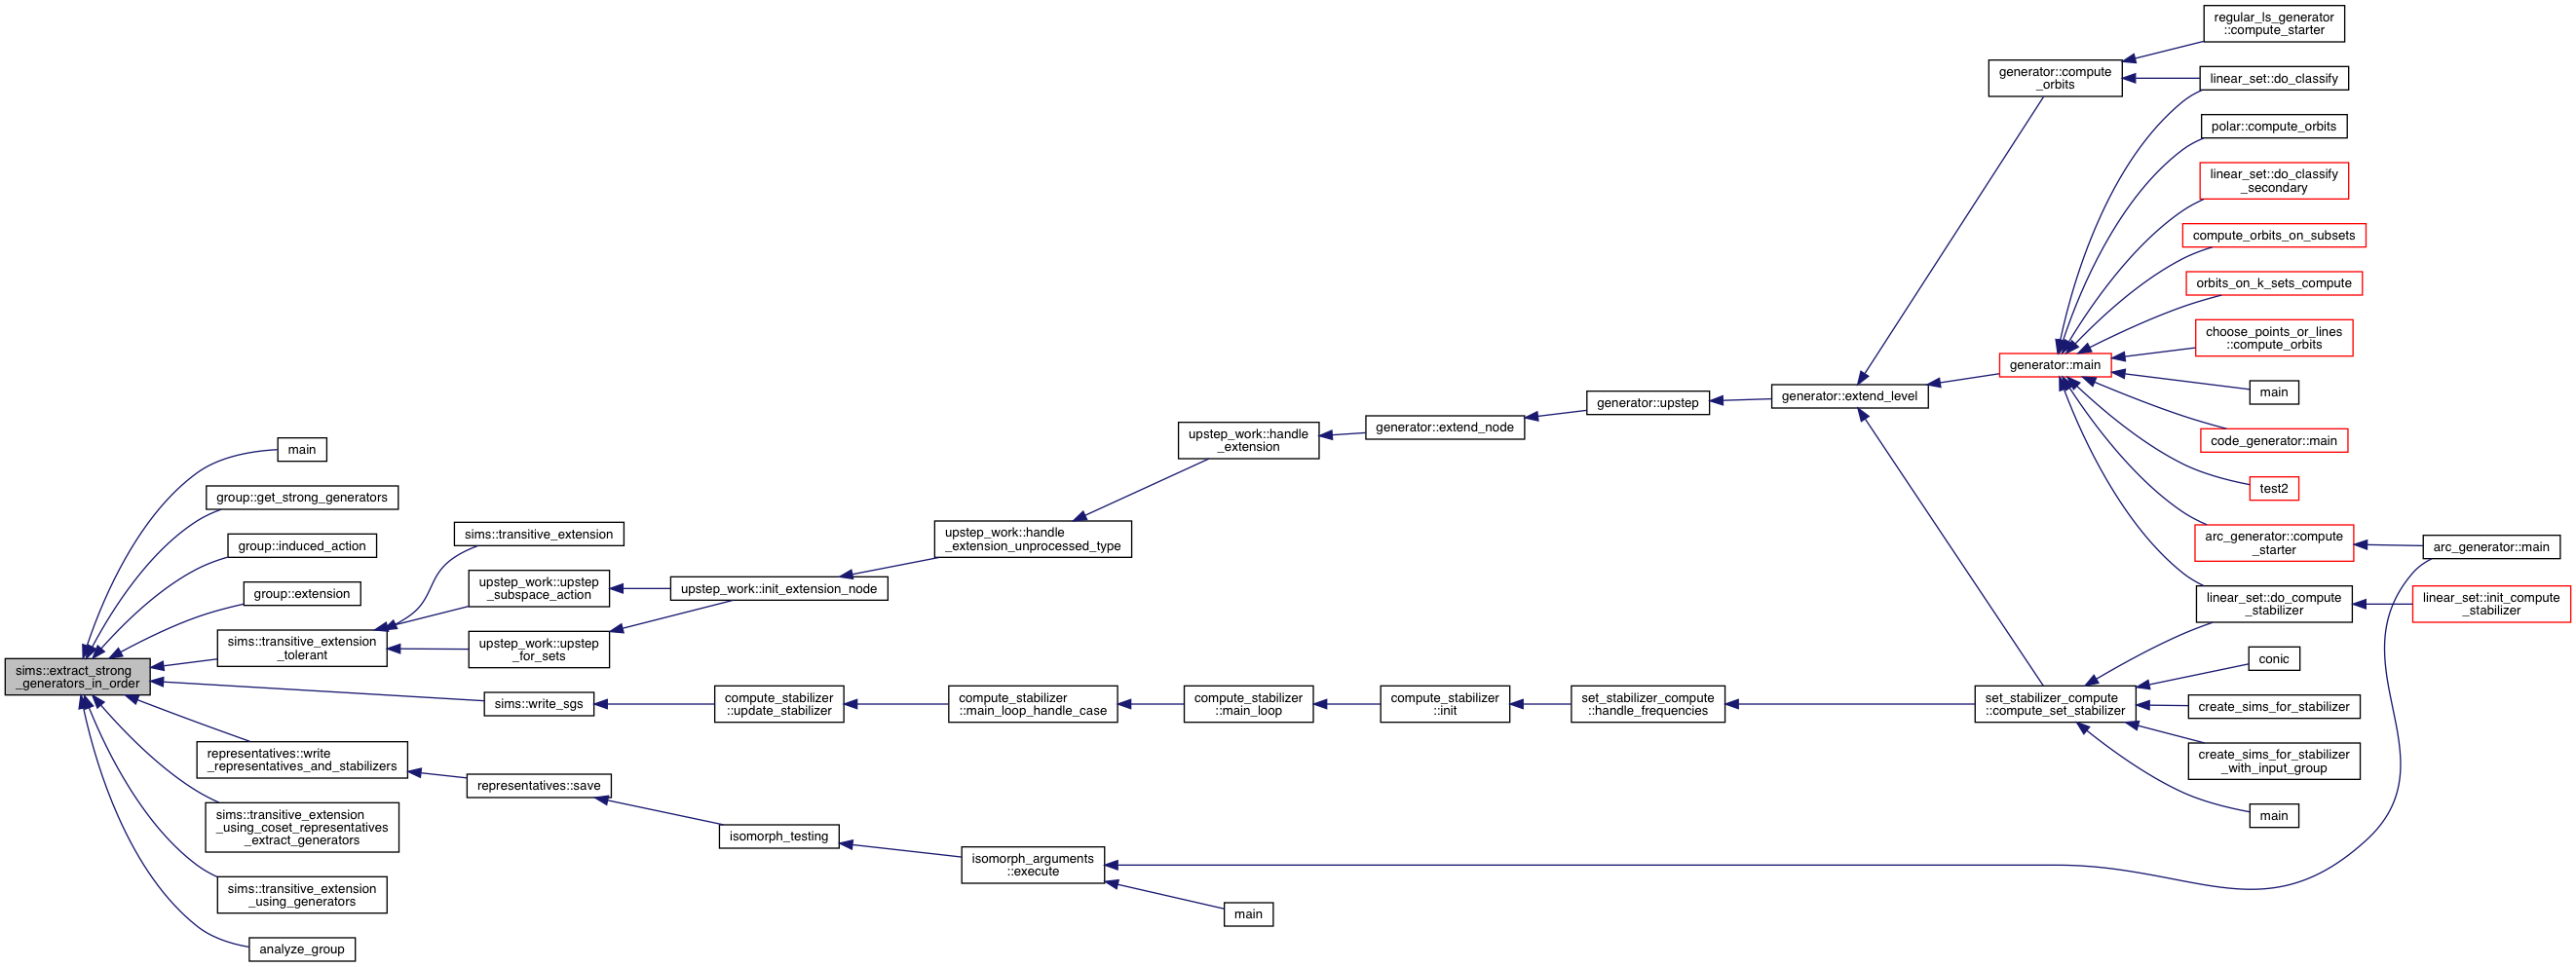 sims::extract_strong
_generators_in_order
main
group::get_strong_generators
group::induced_action
group::extension
sims::transitive_extension
_tolerant
sims::transitive_extension
upstep_work::upstep
_subspace_action
upstep_work::upstep
_for_sets
upstep_work::init_extension_node
upstep_work::handle
_extension_unprocessed_type
upstep_work::handle
_extension
generator::extend_node
generator::upstep
generator::extend_level
generator::compute
_orbits
regular_ls_generator
::compute_starter
linear_set::do_classify
generator::main
polar::compute_orbits
linear_set::do_classify
_secondary
compute_orbits_on_subsets
orbits_on_k_sets_compute
choose_points_or_lines
::compute_orbits
main
code_generator::main
test2
arc_generator::compute
_starter
arc_generator::main
linear_set::do_compute
_stabilizer
linear_set::init_compute
_stabilizer
set_stabilizer_compute
::compute_set_stabilizer
conic
create_sims_for_stabilizer
create_sims_for_stabilizer
_with_input_group
main
sims::write_sgs
compute_stabilizer
::update_stabilizer
compute_stabilizer
::main_loop_handle_case
compute_stabilizer
::main_loop
compute_stabilizer
::init
set_stabilizer_compute
::handle_frequencies
representatives::write
_representatives_and_stabilizers
representatives::save
isomorph_testing
isomorph_arguments
::execute
main
sims::transitive_extension
_using_coset_representatives
_extract_generators
sims::transitive_extension
_using_generators
analyze_group